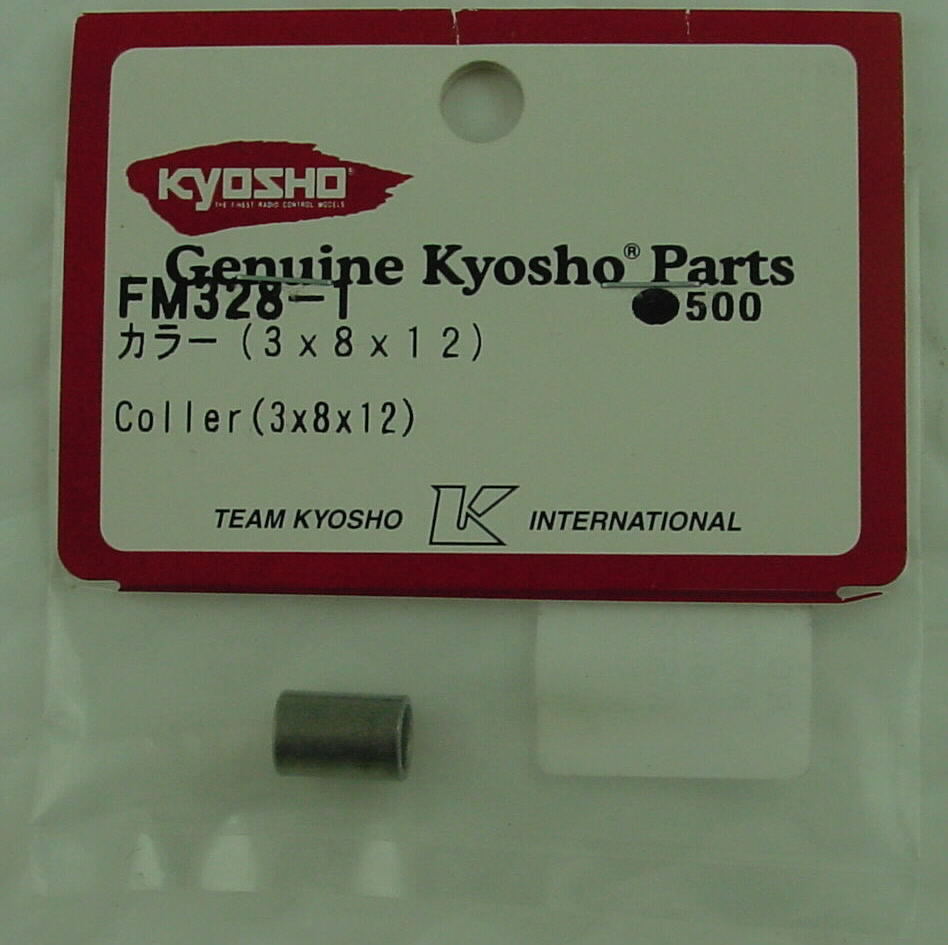 KYOSHO®
THE FINEST RADIO CONTROL MODELS
Genuine Kyosho® Parts
FM328-1 ●500
カラー(3x8x12)
Coller(3x8x12)
TEAM KYOSHO K INTERNATIONAL